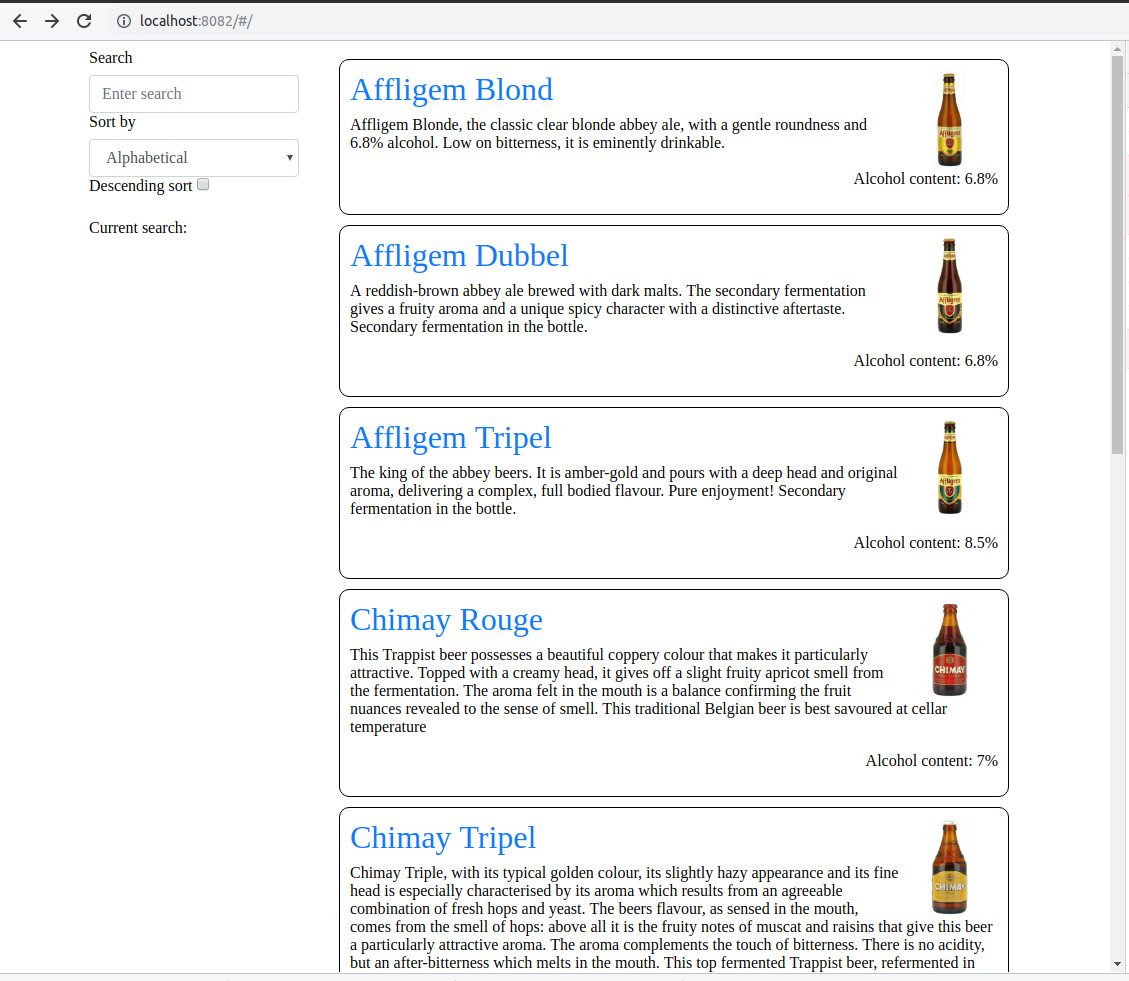 localhost:8082/#/
Search
Enter search
Sort by
Alphabetical
Descending sort
Current search:
Affligem Blond
Affligem Blonde, the classic clear blonde abbey ale, with a gentle roundness and
6.8% alcohol. Low on bitterness, it is eminently drinkable.
Affligem
Alcohol content: 6.8%
Affligem Dubbel
A reddish-brown abbey ale brewed with dark malts. The secondary fermentation
gives a fruity aroma and a unique spicy character with a distinctive aftertaste.
Secondary fermentation in the bottle.
Affligem
Alcohol content: 6.8%
Affligem Tripel
The king of the abbey beers. It is amber-gold and pours with a deep head and original
aroma, delivering a complex, full bodied flavour. Pure enjoyment! Secondary
fermentation in the bottle.
Affligem
Alcohol content: 8.5%
Chimay Rouge
This Trappist beer possesses a beautiful coppery colour that makes it particularly
attractive. Topped with a creamy head, it gives off a slight fruity apricot smell from
the fermentation. The aroma felt in the mouth is a balance confirming the fruit
nuances revealed to the sense of smell. This traditional Belgian beer is best savoured at cellar
temperature
CHIMAY
Alcohol content: 7%
Chimay Tripel
Chimay Triple, with its typical golden colour, its slightly hazy appearance and its fine
head is especially characterised by its aroma which results from an agreeable
combination of fresh hops and yeast. The beers flavour, as sensed in the mouth,
comes from the smell of hops: above all it is the fruity notes of muscat and raisins that give this beer
a particularly attractive aroma. The aroma complements the touch of bitterness. There is no acidity,
but an after-bitterness which melts in the mouth. This top fermented Trappist beer, refermented in
CHIMAY